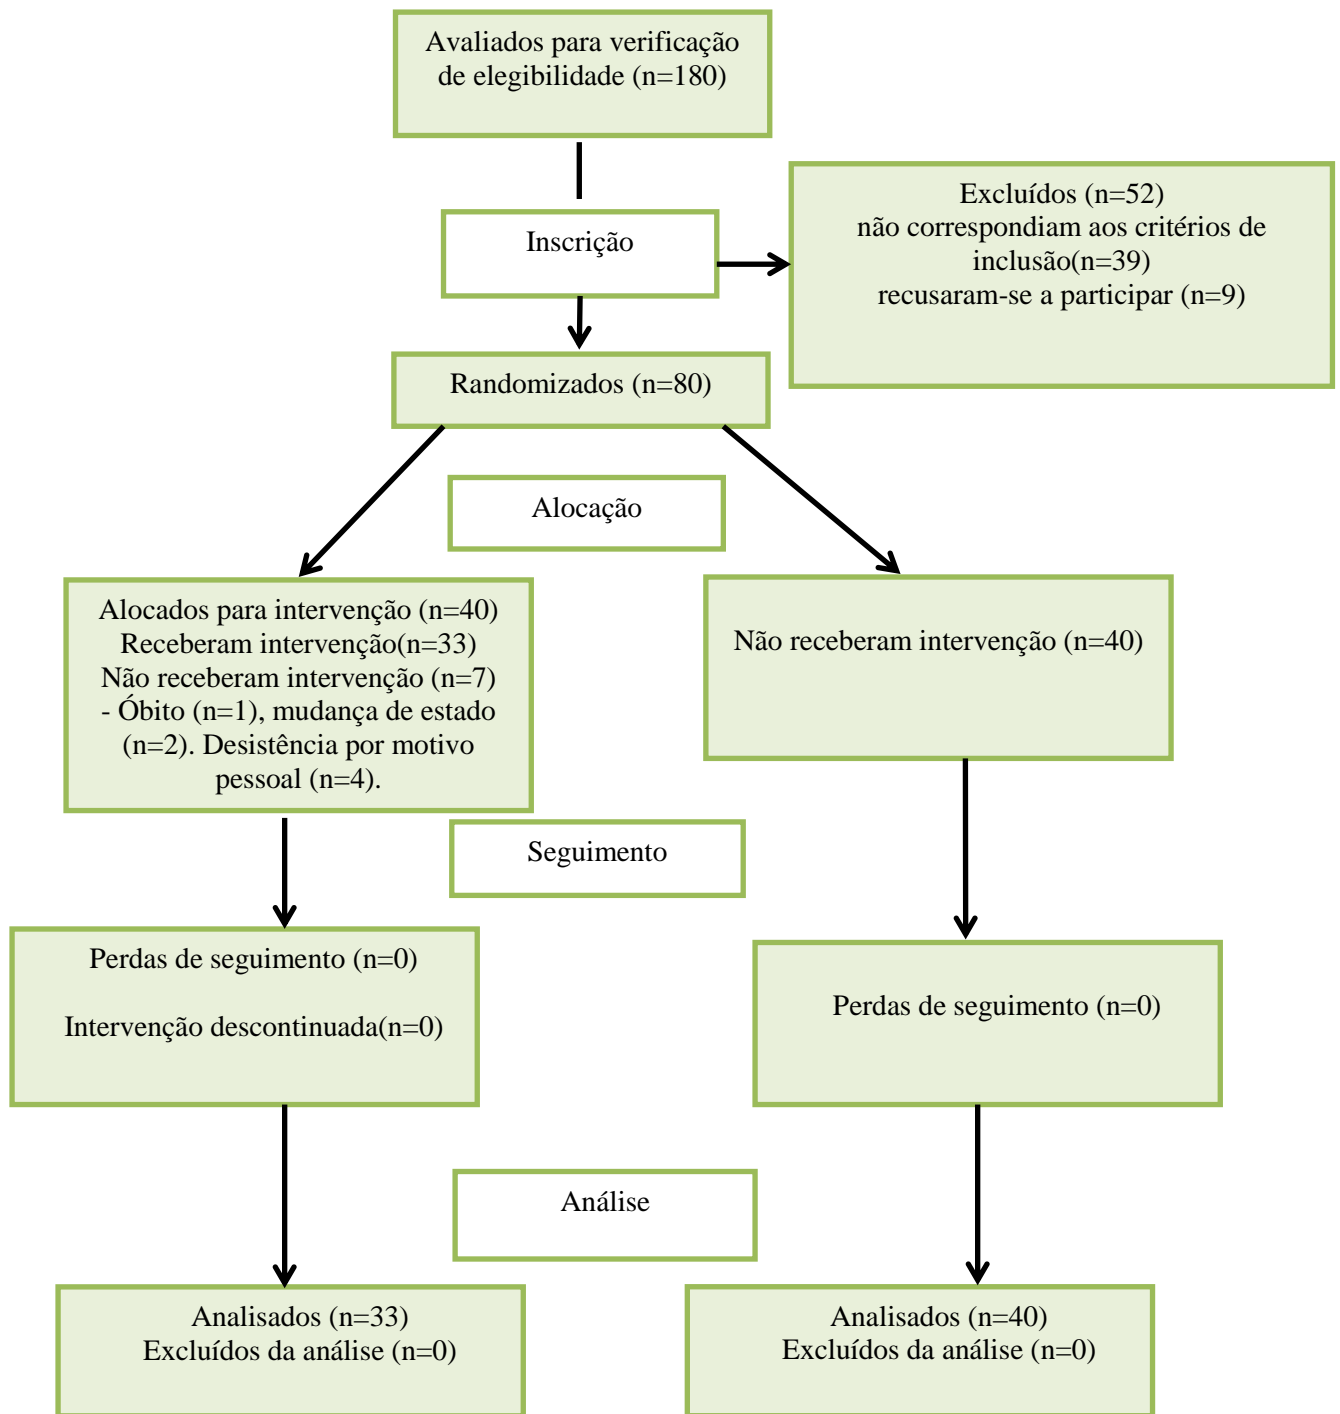 Avaliados para verificação
de elegibilidade (n=180)
Inscrição
Excluídos (n=52)
não correspondiam aos critérios de
inclusão(n=39)
recusaram-se a participar (n=9)
Randomizados (n=80)
Alocação
Alocados para intervenção (n=40)
Receberam intervenção(n=33)
Não receberam intervenção (n=7)
- Óbito (n=1), mudança de estado
(n=2). Desistência por motivo
pessoal (n=4).
Não receberam intervenção (n=40)
Seguimento
Perdas de seguimento (n=0)
Intervenção descontinuada(n=0)
Perdas de seguimento (n=0)
Análise
Analisados (n=33)
Excluídos da análise (n=0)
Analisados (n=40)
Excluídos da análise (n=0)